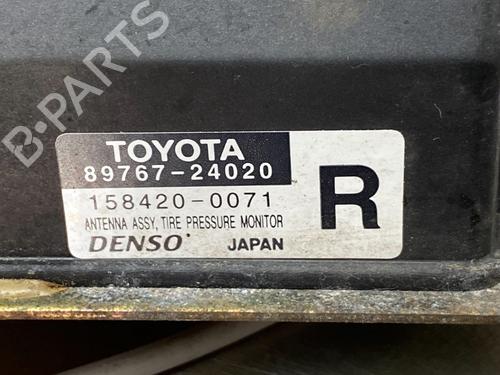 B-PARTS
TOYOTA
89767-24020
158420-0071
ANTENNA ASSY, TIRE PRESSURE MONITOR
DENSO JAPAN
R